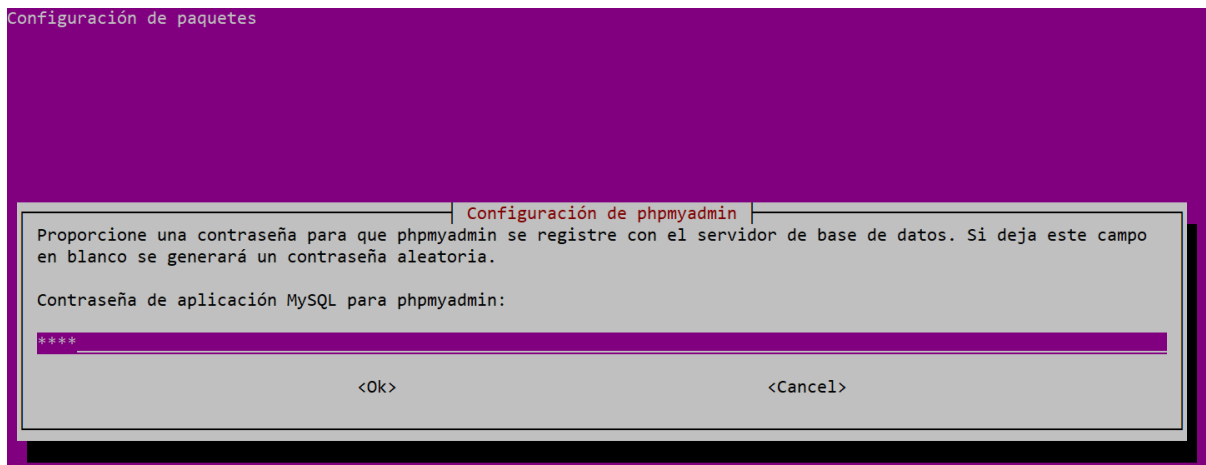 Configuración de paquetes
Configuración de phpmyadmin
Proporcione una contraseña para que phpmyadmin se registre con el servidor de base de datos. Si deja este campo
en blanco se generará un contraseña aleatoria.
Contraseña de aplicación MySQL para phpmyadmin:
****
<Ok> <Cancel>